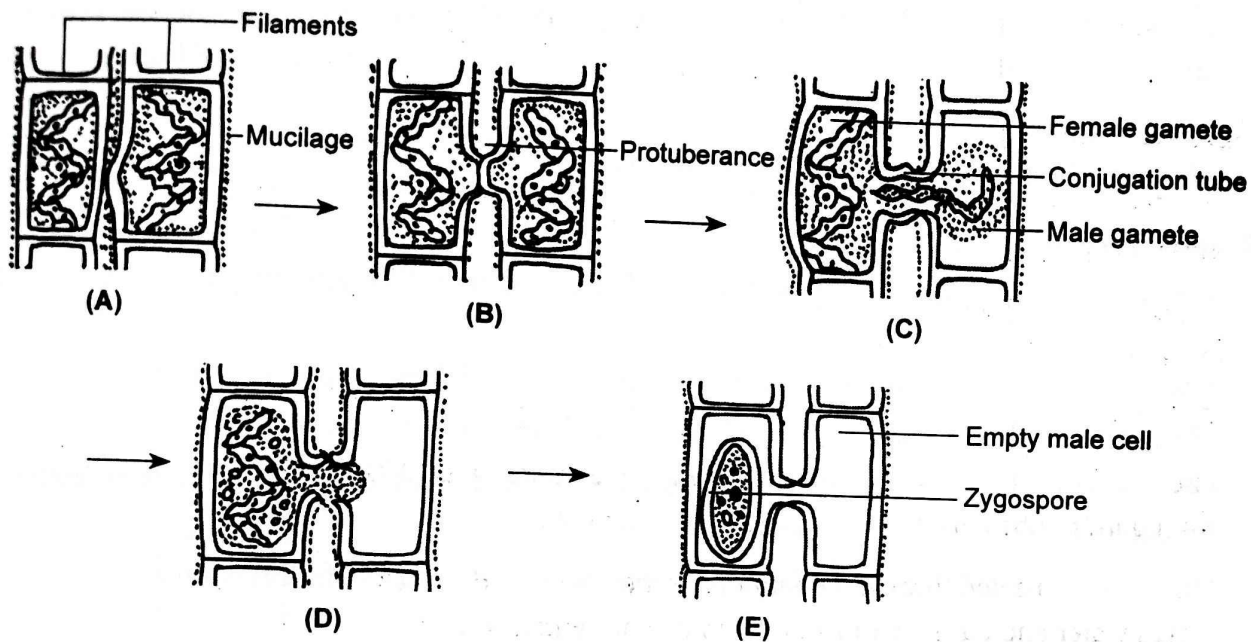 Filaments
Mucilage
Protuberance
Female gamete
Conjugation tube
Male gamete
(A)
(B)
(C)
Empty male cell
Zygospore
(D)
(E)